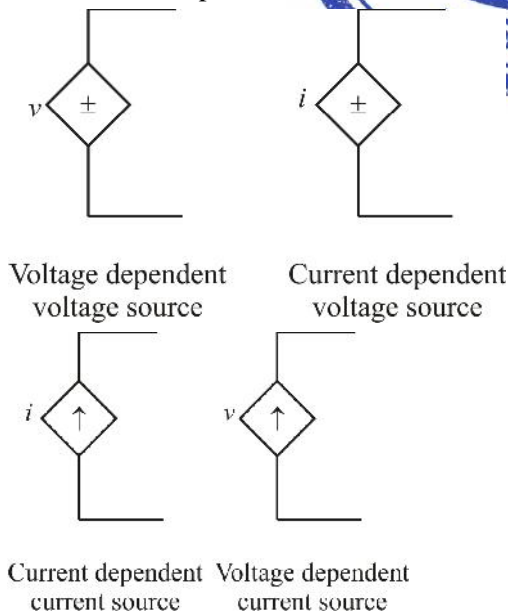 v ±
i ±
Voltage dependent
voltage source
Current dependent
voltage source
i ↑
v ↑
Current dependent
current source
Voltage dependent
current source